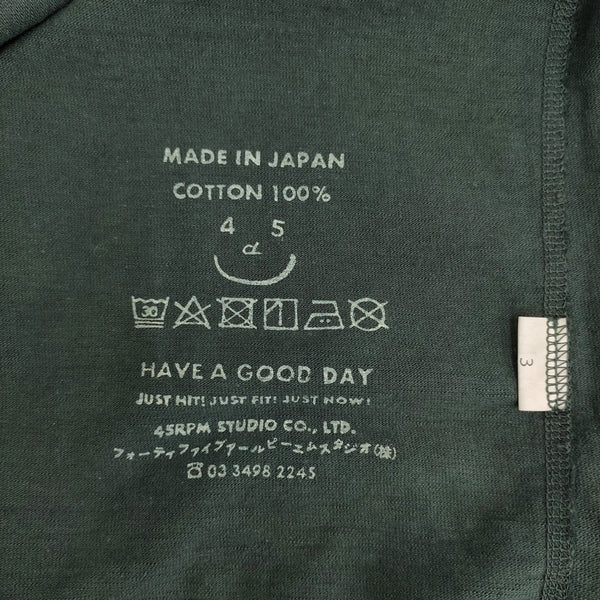 MADE IN JAPAN
COTTON 100%
4 5
d
30
HAVE A GOOD DAY
JUST HIT! JUST FIT! JUST NOW!
45RPM STUDIO CO., LTD.
フォーティファイブアールピーエムスタジオ(株)
☎ 03 3498 2245
3